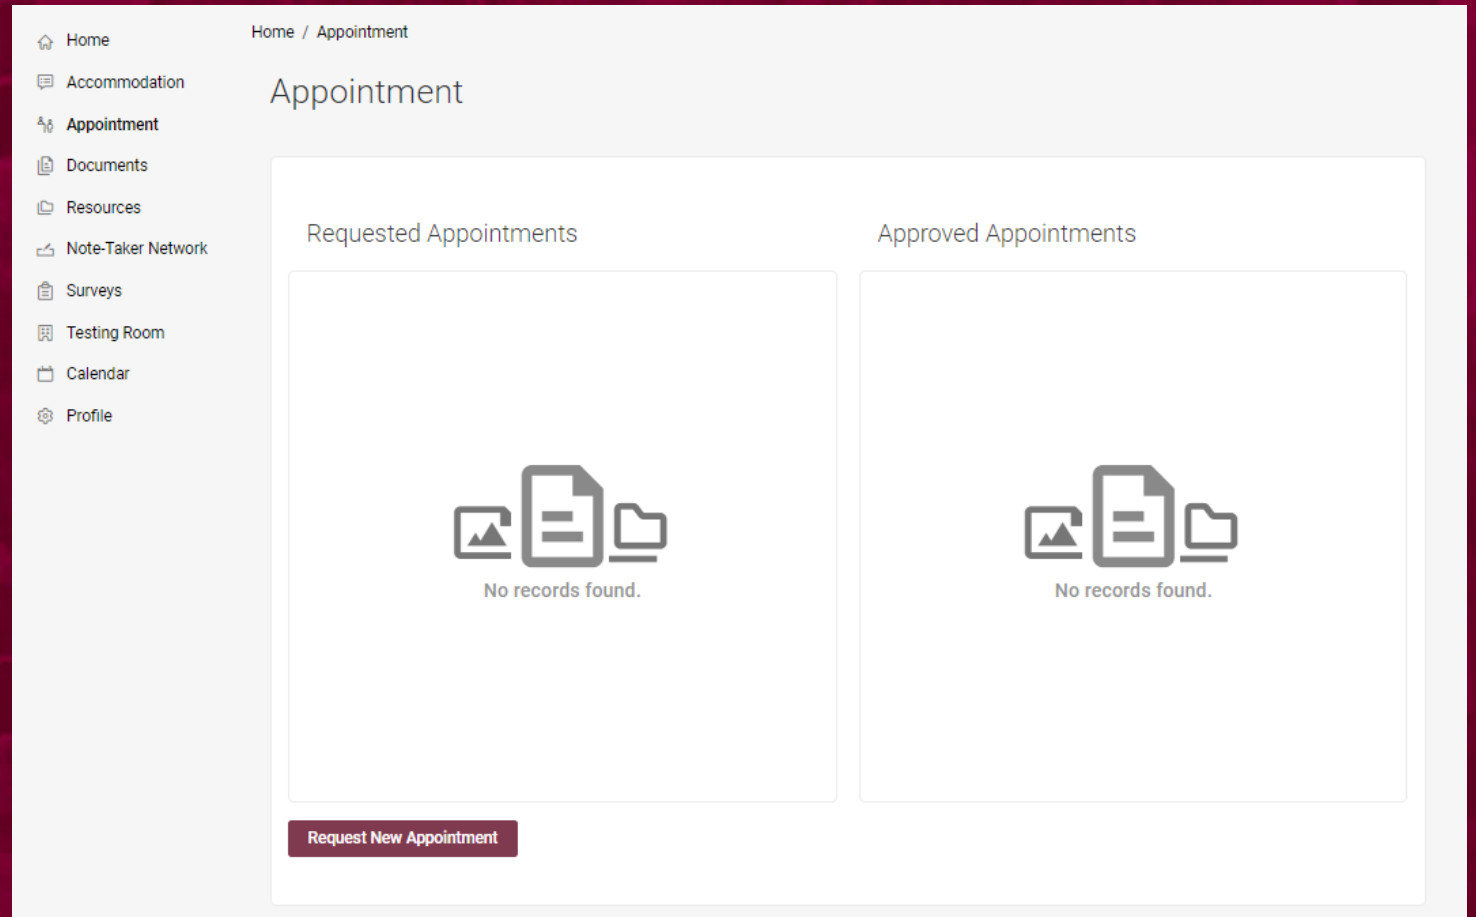 Home
Accommodation
Appointment
Documents
Resources
Note-Taker Network
Surveys
Testing Room
Calendar
Profile
Home / Appointment
Appointment
Requested Appointments
No records found.
Request New Appointment
Approved Appointments
No records found.